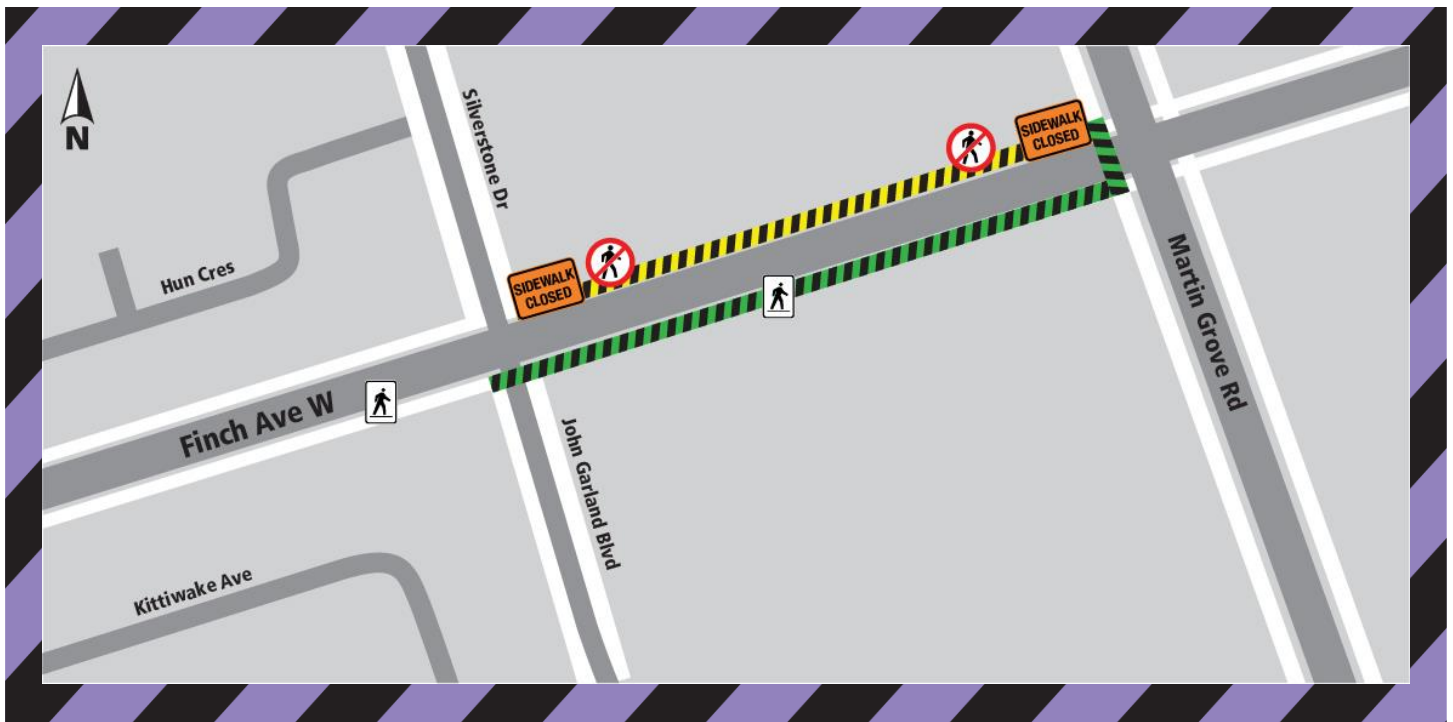 N
Silverstone Dr
SIDEWALK
CLOSED
Hun Cres
SIDEWALK
CLOSED
Martin Grove Rd
Finch Ave W
John Garland Blvd
Kittiwake Ave